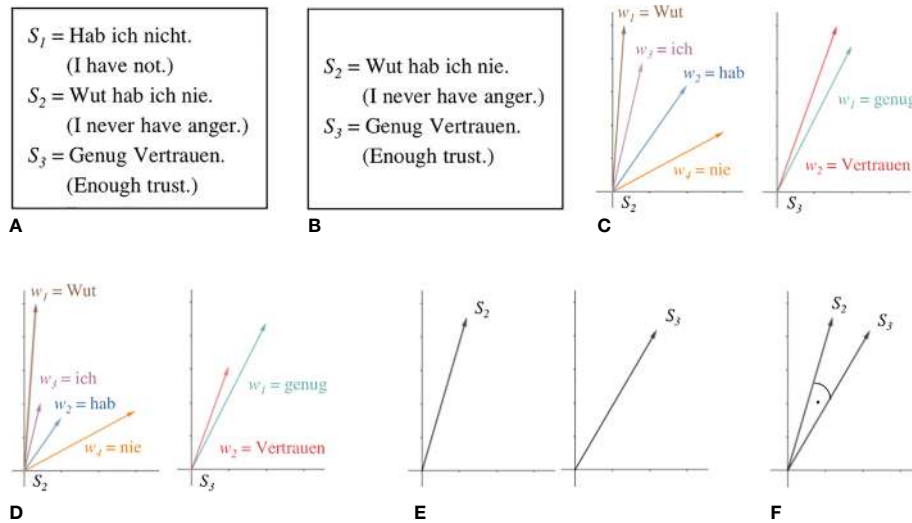 S1 = Hab ich nicht.
(I have not.)
S2 = Wut hab ich nie.
(I never have anger.)
S3 = Genug Vertrauen.
(Enough trust.)
A
S2 = Wut hab ich nie.
(I never have anger.)
S3 = Genug Vertrauen.
(Enough trust.)
B
w1 = Wut
w3 = ich
w2 = hab
w4 = nie
S2
w1 = genug
w2 = Vertrauen
S3
C
w1 = Wut
w3 = ich
w2 = hab
w4 = nie
S2
w1 = genug
w2 = Vertrauen
S3
D
S2
S3
E
S2
S3
F